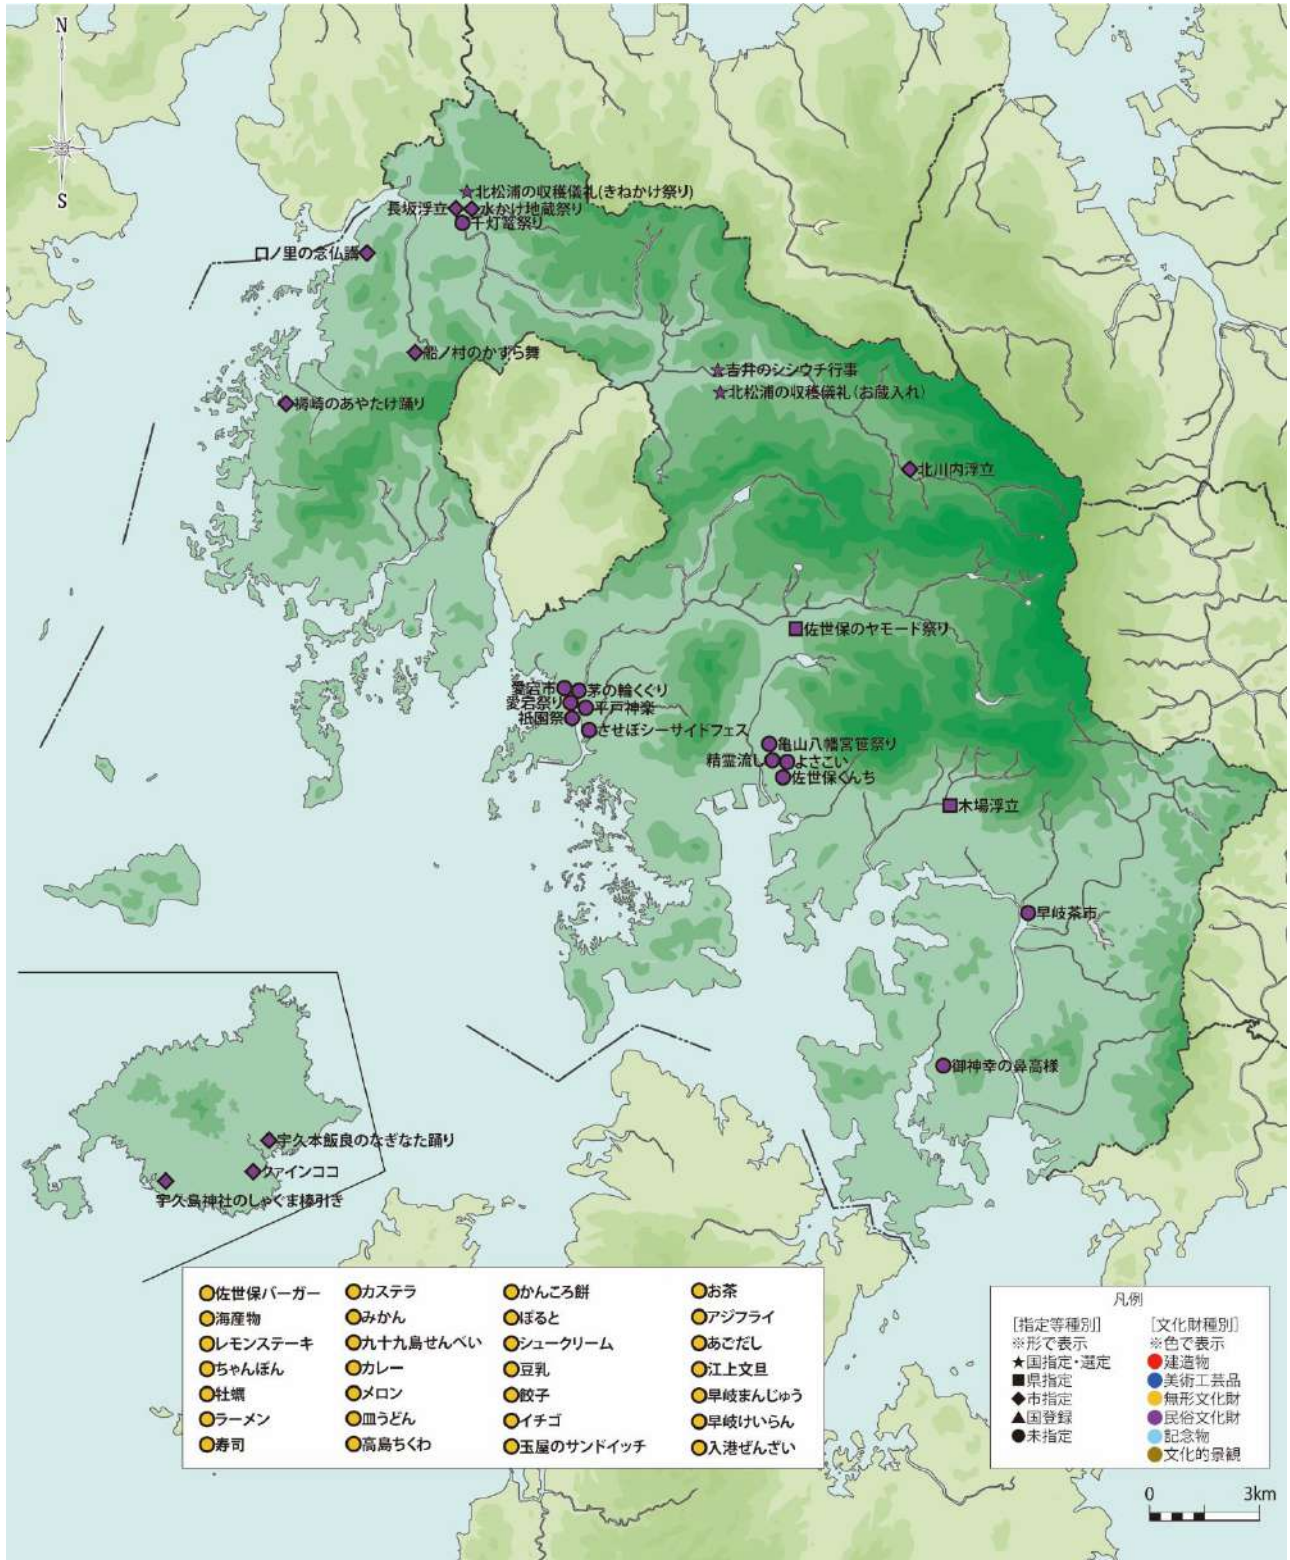 N
S
北松浦の収穫儀礼(きねかけ祭り)
長坂浮立
水かけ地蔵祭り
千灯篭祭り
口ノ里の念仏講
船ノ村のかずら舞
吉井のシシウチ行事
北松浦の収穫儀礼(お蔵入れ)
褥崎のあやたけ踊り
北川内浮立
佐世保のヤモード祭り
愛宕市
茅の輪くぐり
愛宕祭り
平戸神楽
祇園祭
させぼシーサイドフェス
亀山八幡宮笹祭り
精霊流し
よさこい
佐世保くんち
木場浮立
早岐茶市
御神幸の鼻高様
宇久本飯良のなぎなた踊り
ファインココ
宇久島神社のしゃぐま棒引き
佐世保バーガー
海産物
レモンステーキ
ちゃんぽん
牡蠣
ラーメン
寿司
カステラ
みかん
九十九島せんべい
カレー
メロン
皿うどん
高島ちくわ
かんころ餅
ぽると
シュークリーム
豆乳
餃子
イチゴ
玉屋のサンドイッチ
お茶
アジフライ
あごだし
江上文旦
早岐まんじゅう
早岐けいらん
入港ぜんざい
凡例
[指定等種別]
※形で表示
★国指定・選定
■県指定
◆市指定
▲国登録
●未指定
[文化財種別]
※色で表示
●建造物
●美術工芸品
●無形文化財
●民俗文化財
●記念物
●文化的景観
0 3km